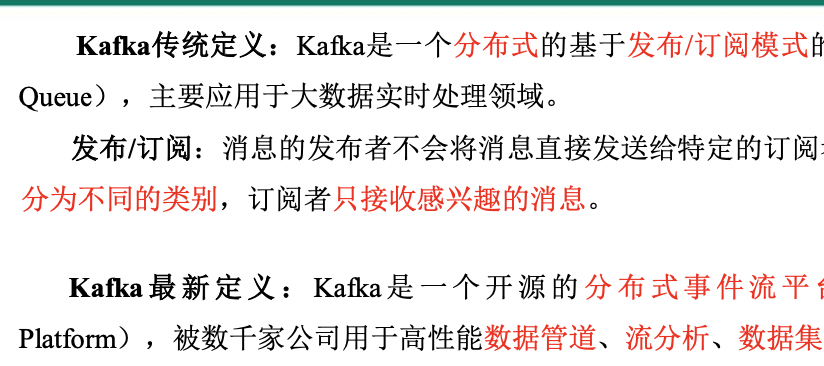 Kafka传统定义：Kafka是一个分布式的基于发布/订阅模式的
Queue），主要应用于大数据实时处理领域。
发布/订阅：消息的发布者不会将消息直接发送给特定的订阅
分为不同的类别，订阅者只接收感兴趣的消息。
Kafka最新定义：Kafka是一个开源的分布式事件流平台
Platform），被数千家公司用于高性能数据管道、流分析、数据集